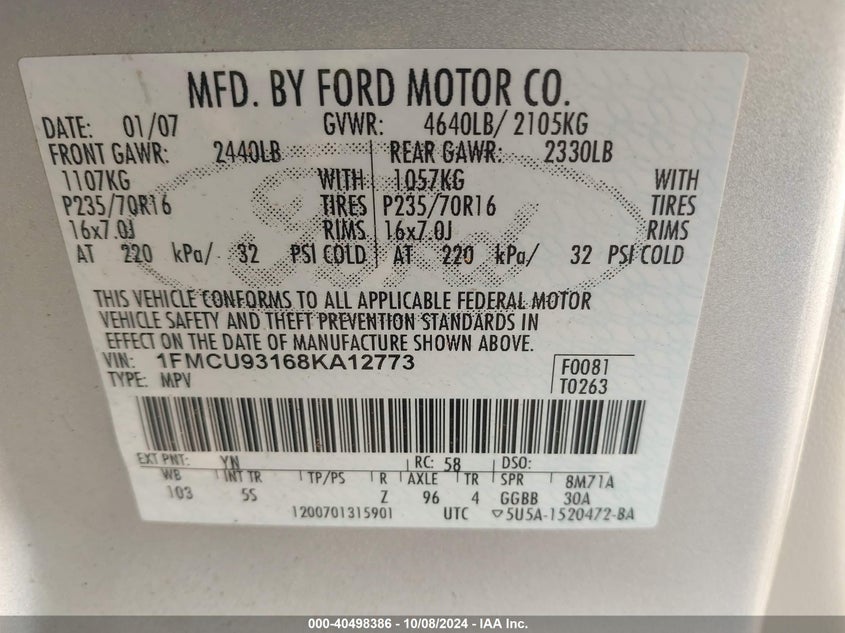 MFD. BY FORD MOTOR CO.
DATE: 01/07 GVWR: 4640LB/ 2105KG
FRONT GAWR: 2440LB REAR GAWR: 2330LB
1107KG WITH 1057KG WITH
P235/70R16 TIRES P235/70R16 TIRES
16x7.0J RIMS 16x7.0J RIMS
AT 220 kPa/ 32 PSI COLD AT 220 kPa/ 32 PSI COLD
THIS VEHICLE CONFORMS TO ALL APPLICABLE FEDERAL MOTOR
VEHICLE SAFETY AND THEFT PREVENTION STANDARDS IN
EFFECT ON THE DATE OF MANUFACTURE SHOWN ABOVE.
VIN: 1FMCU93168KA12773 F0081
TYPE: MPV T0263
EXT PNT: YN RC: 58 DSO:
WB INT TR TP/PS R AXLE TR SPR 8M71A
103 5S Z 96 4 GGBB 30A
1200701315901 UTC ▽5U5A-1520472-BA
000-40498386 - 10/08/2024 - IAA Inc.